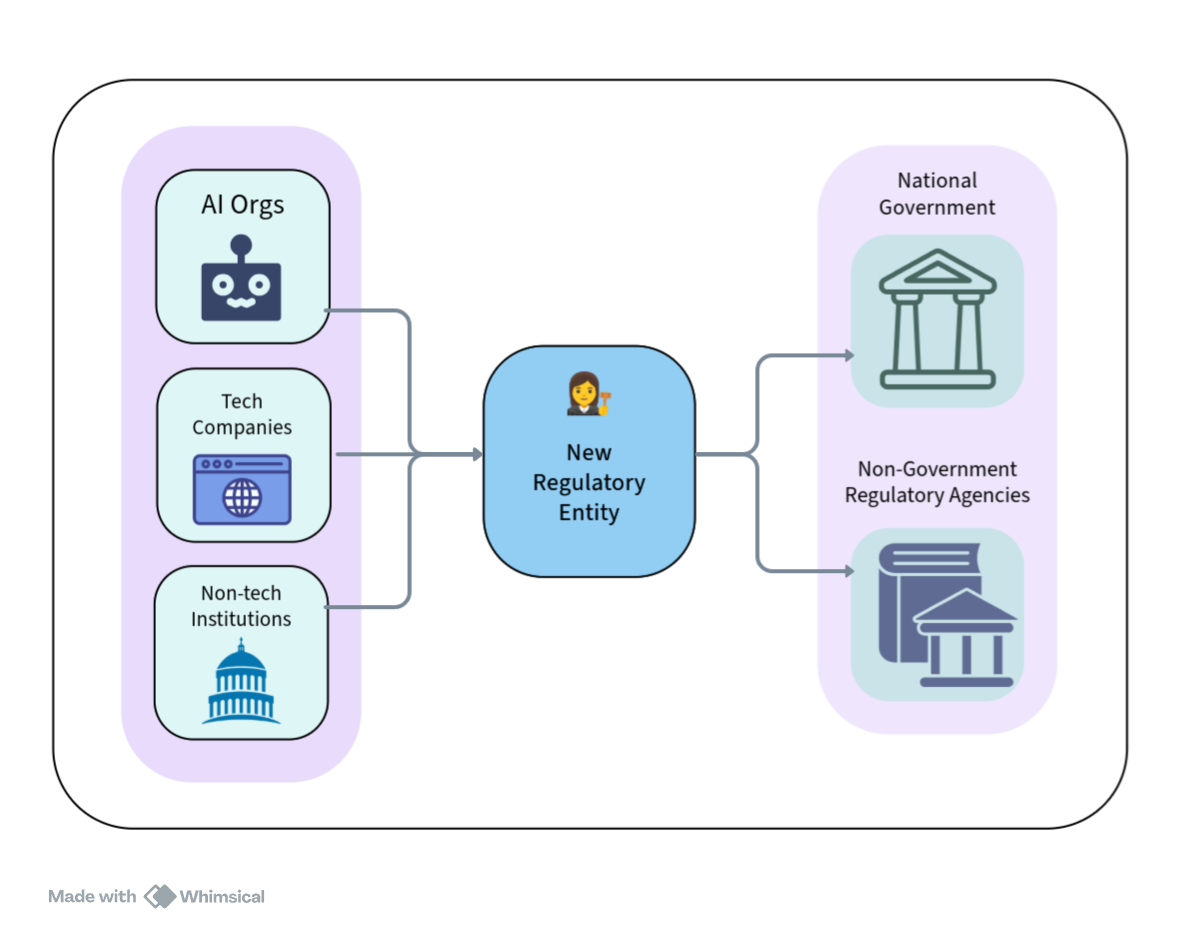 AI Orgs
Tech
Companies
Non-tech
Institutions
New
Regulatory
Entity
National
Government
Non-Government
Regulatory Agencies
Made with Whimsical